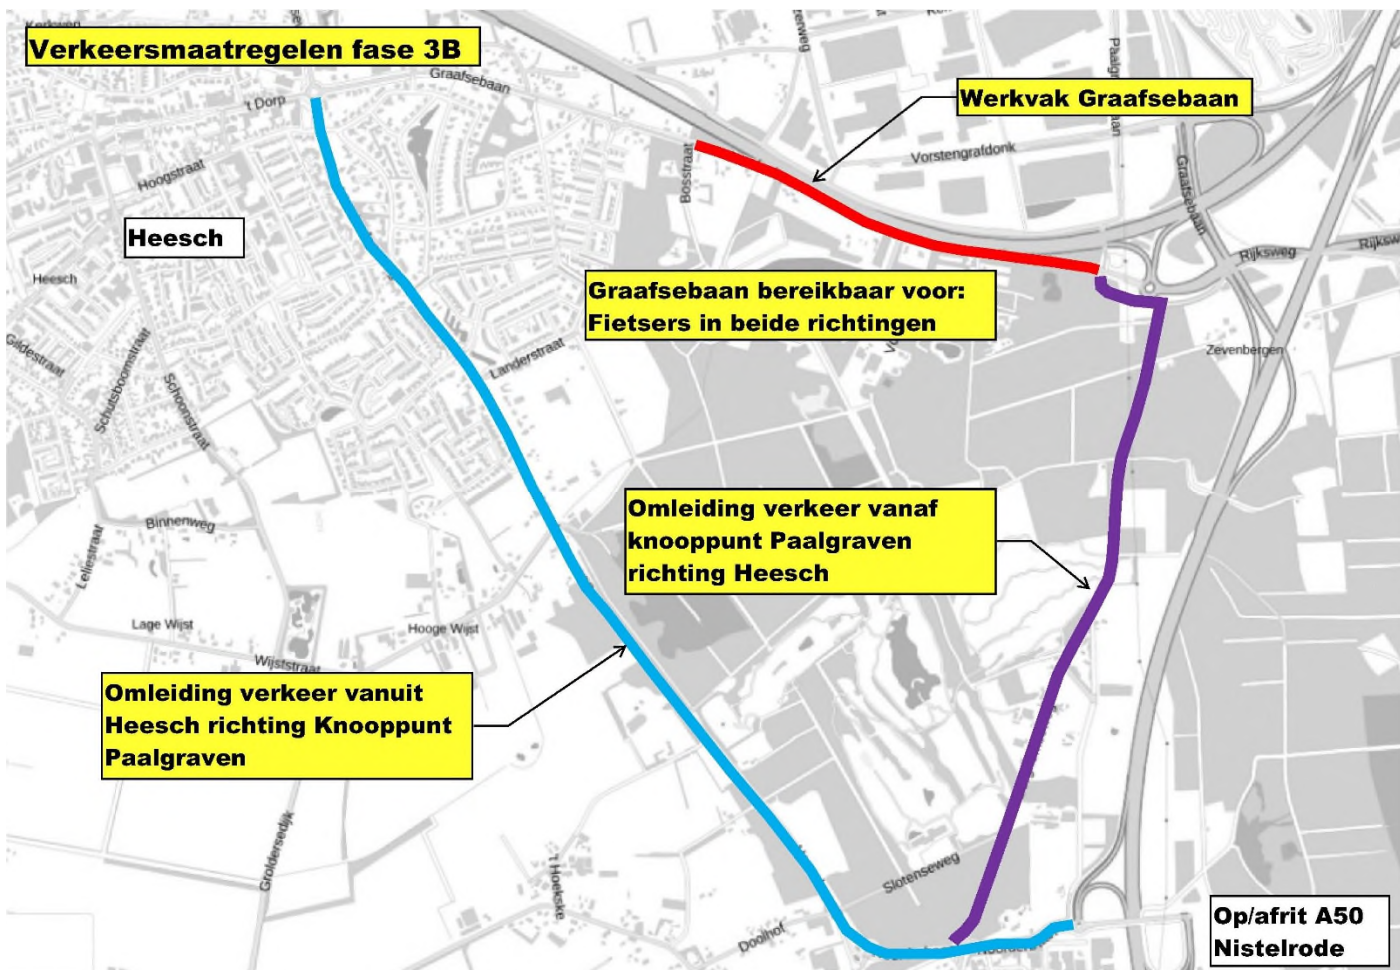 Kerkweg
Verkeersmaatregelen fase 3B
Graafsebaan
't Dorp
Werkvak Graafsebaan
Vorstengrafdonk
Hoogstraat
Bosstraat
Graafsebaan
Heesch
Rijksweg
Heesch
Graafsebaan bereikbaar voor:
Fietsers in beide richtingen
Gildestraat
Schutsboomstraat
Landerstraat
Zevenbergen
Schoonstraat
Omleiding verkeer vanaf
knooppunt Paalgraven
richting Heesch
Binnenweg
Leliestraat
Lage Wijst
Hooge Wijst
Wijststraat
Omleiding verkeer vanuit
Heesch richting Knooppunt
Paalgraven
Groldersedijk
't Hoekske
Slotenseweg
Doolhof
Op/afrit A50
Nistelrode